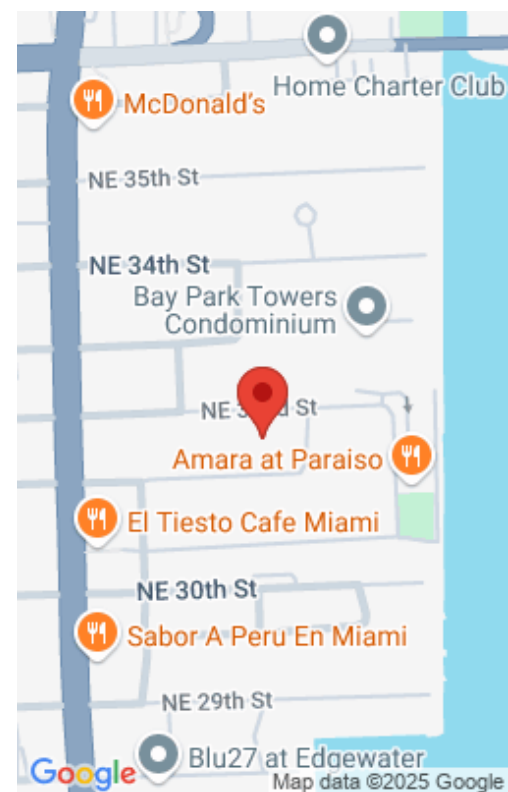 Home Charter Club
McDonald's
NE 35th St
NE 34th St
Bay Park Towers
Condominium
NE St
Amara at Paraiso
El Tiesto Cafe Miami
NE 30th St
Sabor A Peru En Miami
NE 29th St
Blu27 at Edgewater
Google
Map data ©2025 Google